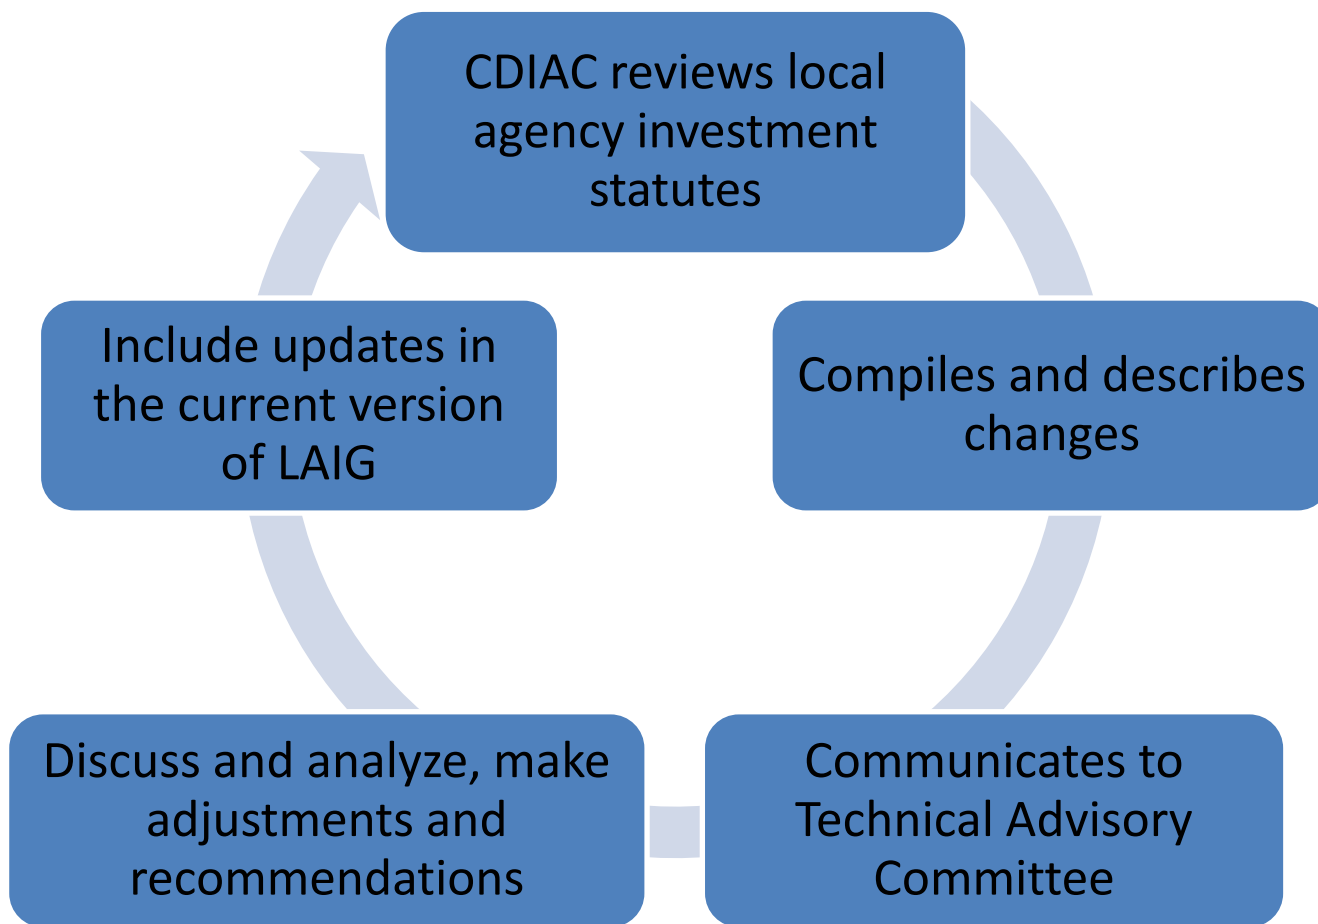 CDIAC reviews local
agency investment
statutes
Compiles and describes
changes
Communicates to
Technical Advisory
Committee
Discuss and analyze, make
adjustments and
recommendations
Include updates in
the current version
of LAIG